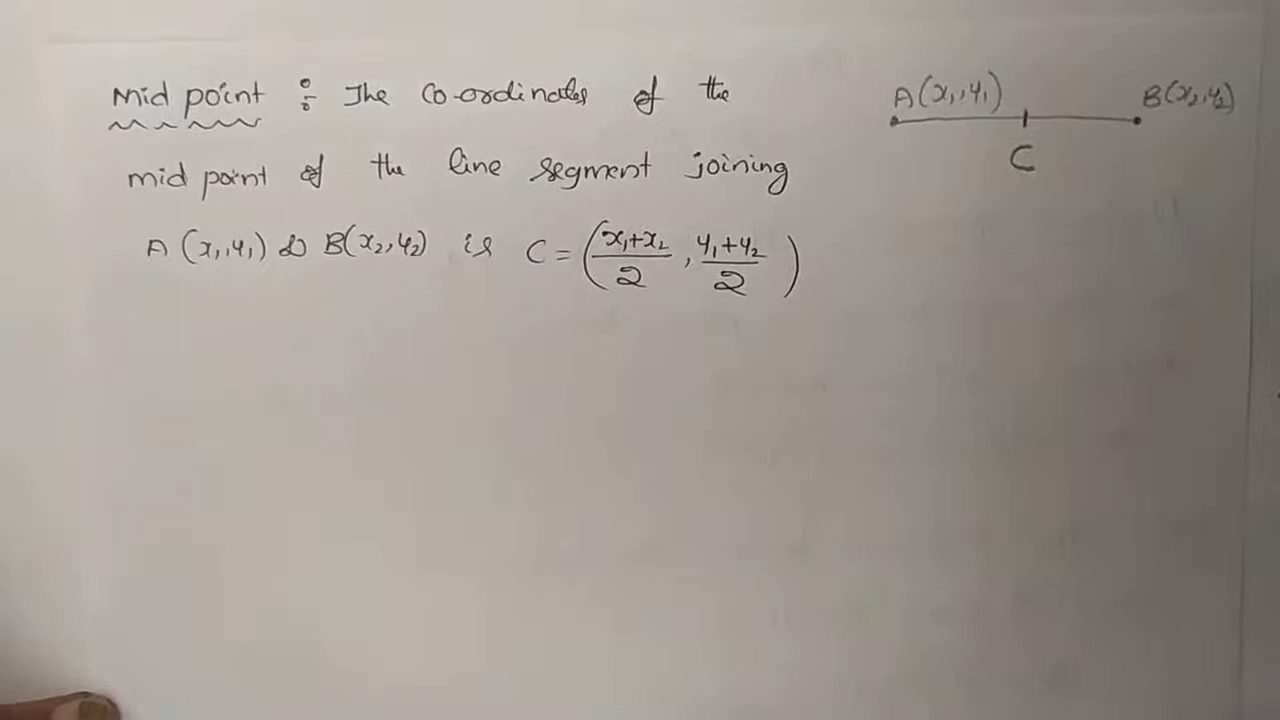 Mid point : The Co-ordinates of the
mid point of the line segment joining
A (x₁, y₁) & B(x₂, y₂) is C = ( x₁+x₂ / 2 , y₁+y₂ / 2 )
A(x₁, y₁) B(x₂, y₂)
C